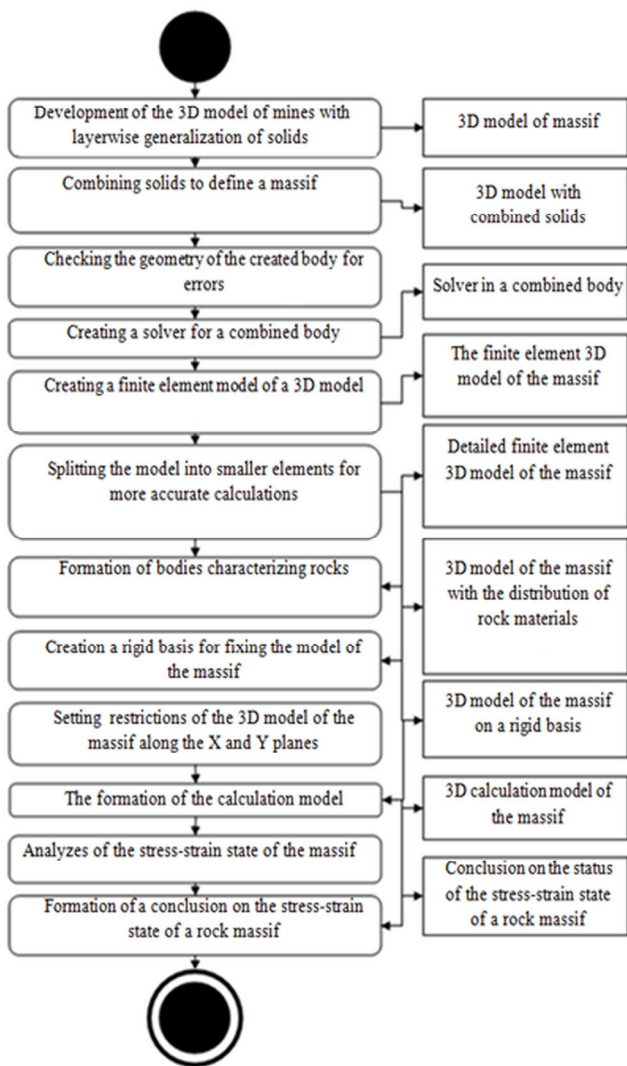 Development of the 3D model of mines with
layerwise generalization of solids
3D model of massif
Combining solids to define a massif
3D model with
combined solids
Checking the geometry of the created body for
errors
Solver in a combined body
Creating a solver for a combined body
The finite element 3D
model of the massif
Creating a finite element model of a 3D model
Detailed finite element
3D model of the massif
Splitting the model into smaller elements for
more accurate calculations
Formation of bodies characterizing rocks
3D model of the massif
with the distribution of
rock materials
Creation a rigid basis for fixing the model of
the massif
3D model of the massif
on a rigid basis
Setting restrictions of the 3D model of the
massif along the X and Y planes
The formation of the calculation model
3D calculation model of
the massif
Analyzes of the stress-strain state of the massif
Conclusion on the status
of the stress-strain state
of a rock massif
Formation of a conclusion on the stress-strain
state of a rock massif